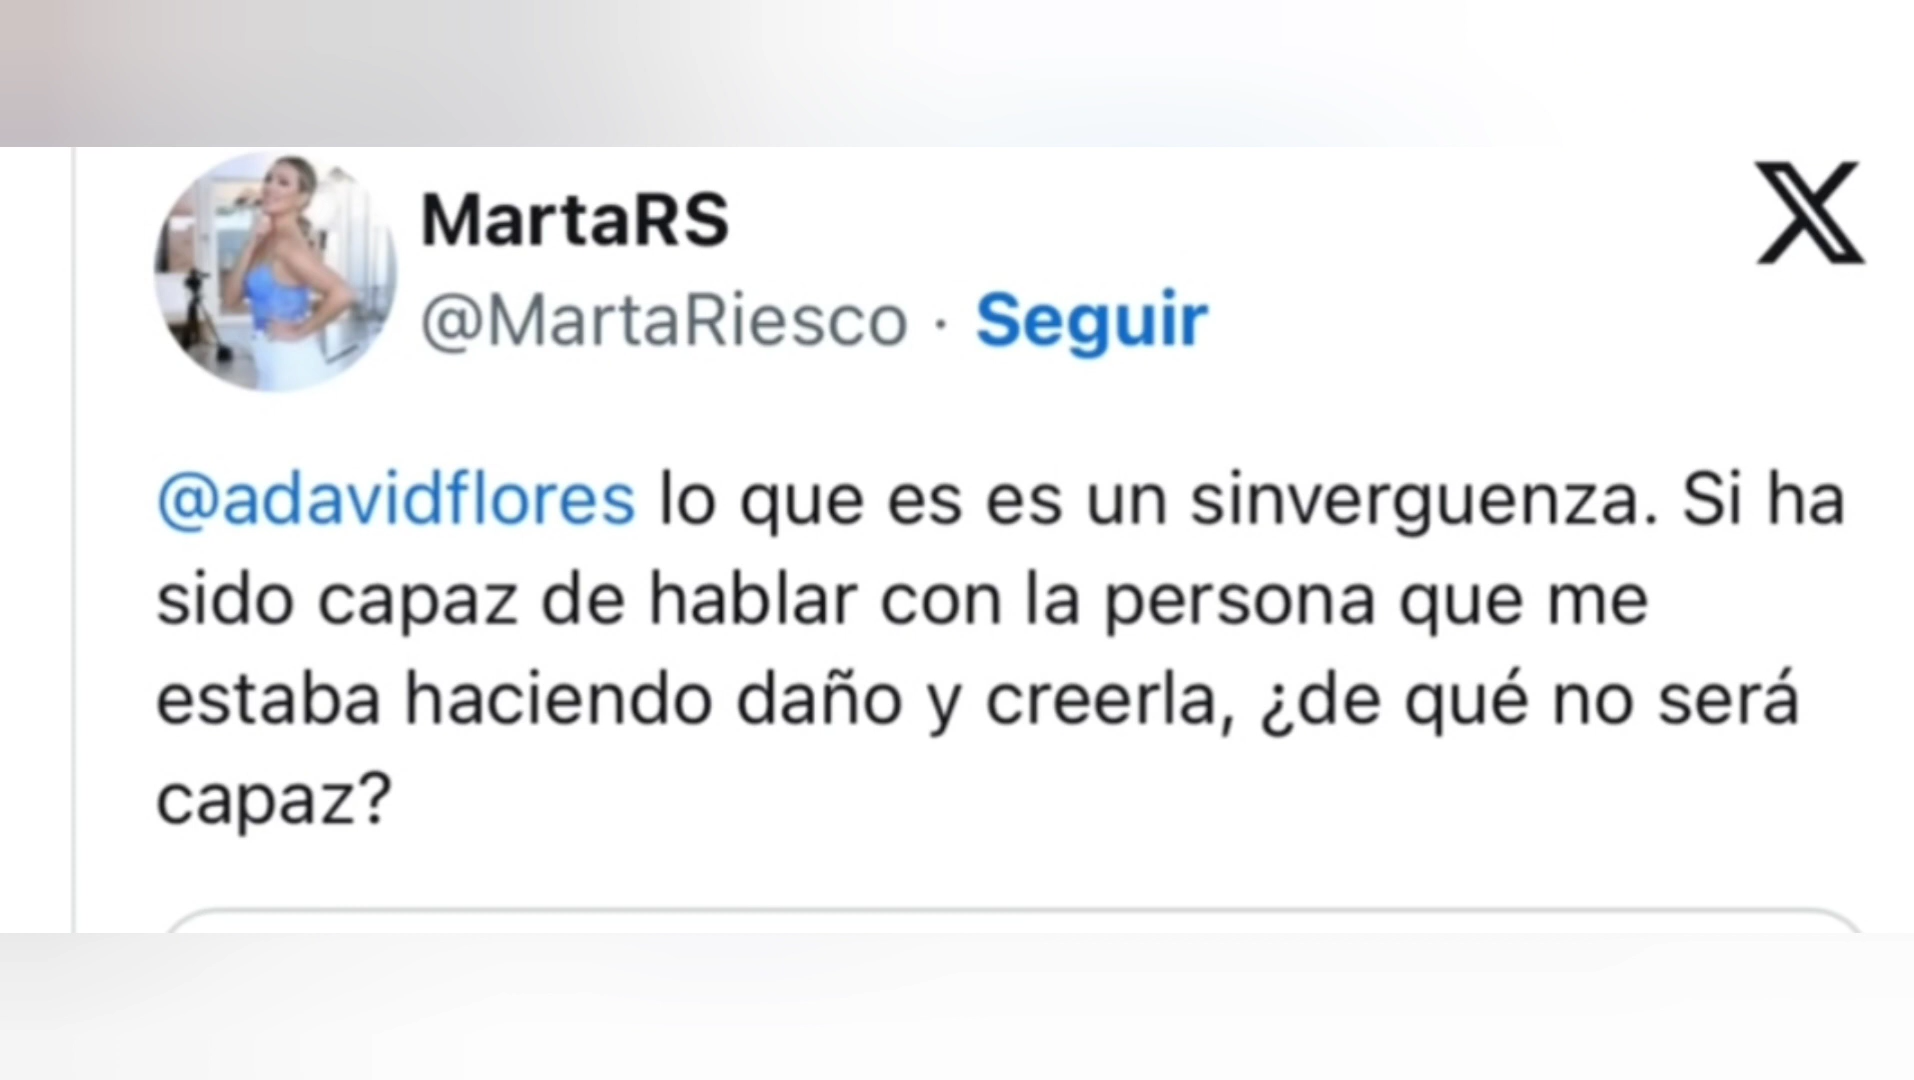 MartaRS
@MartaRiesco · Seguir
@adavidflores lo que es es un sinverguenza. Si ha
sido capaz de hablar con la persona que me
estaba haciendo daño y creerla, ¿de qué no será
capaz?